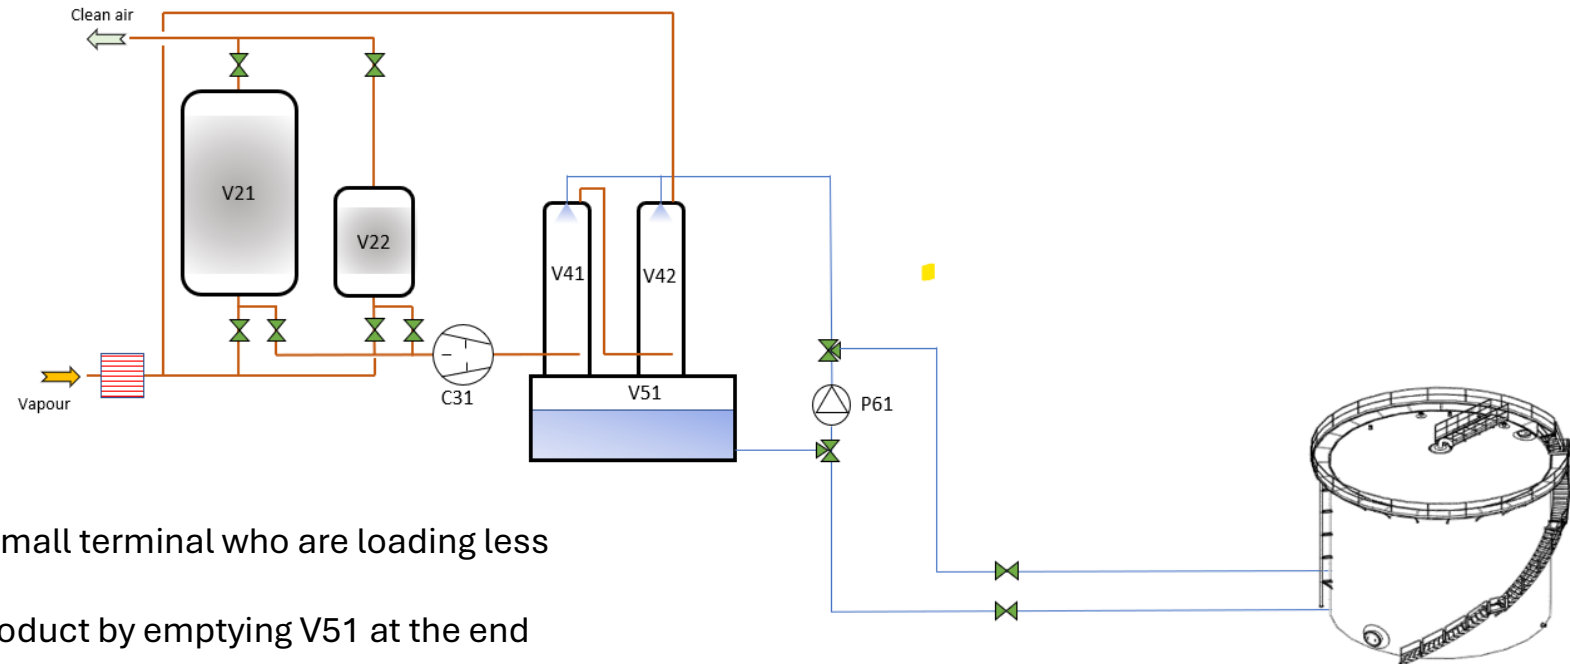 Clean air
V21
V22
V41
V42
C31
V51
P61
Vapour
mall terminal who are loading less
oduct by emptying V51 at the end